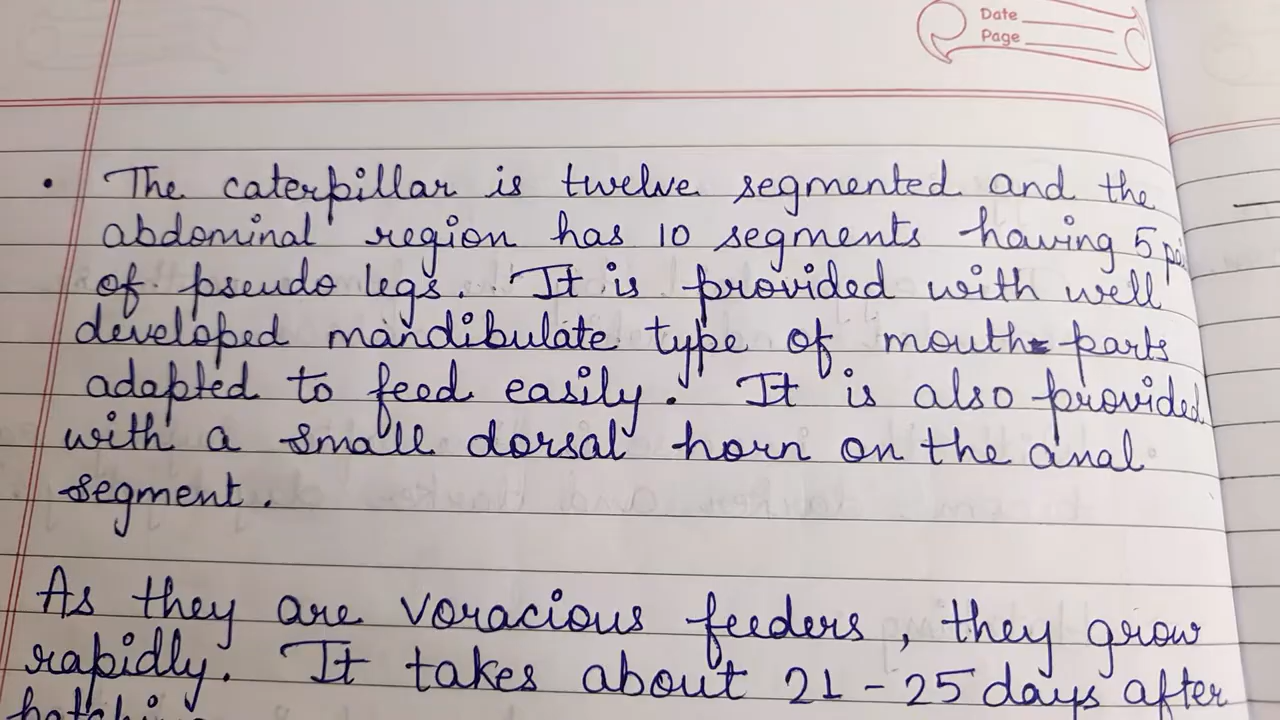 Date
Page
• The caterpillar is twelve segmented and the
abdominal region has 10 segments having 5
of pseudo legs. It is provided with well
developed mandibulate type of mouth parts
adapted to feed easily. It is also provided
with a small dorsal horn on the anal
segment.
As they are voracious feeders, they grow
rapidly. It takes about 21-25 days after